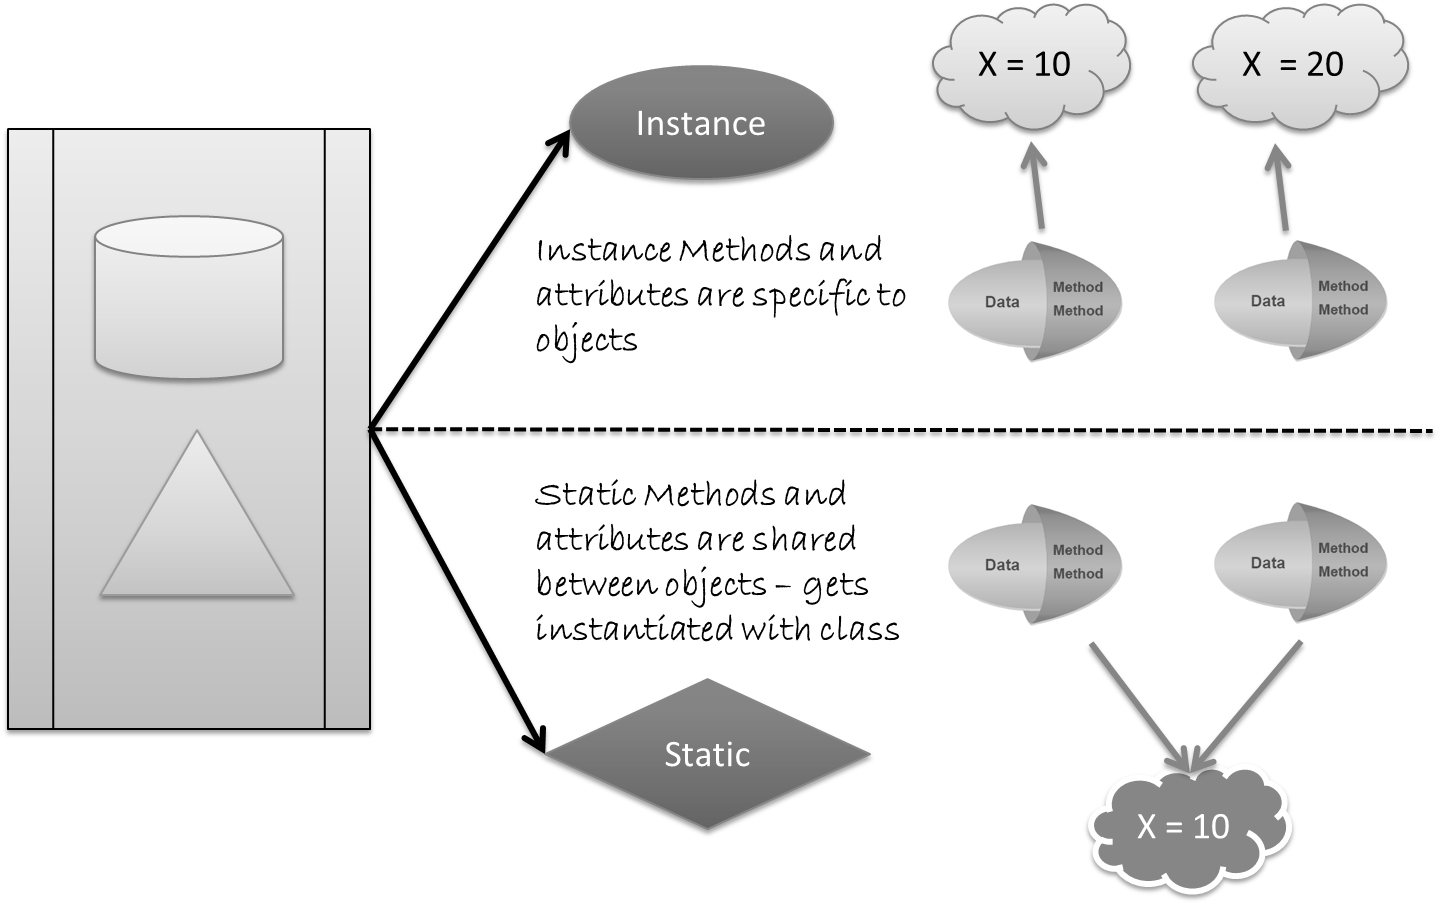 Instance
X = 10
X  = 20
Instance Methods and
attributes are specific to
objects
Data
Method
Method
Data
Method
Method
Static Methods and
attributes are shared
between objects – gets
instantiated with class
Data
Method
Method
Data
Method
Method
Static
X = 10